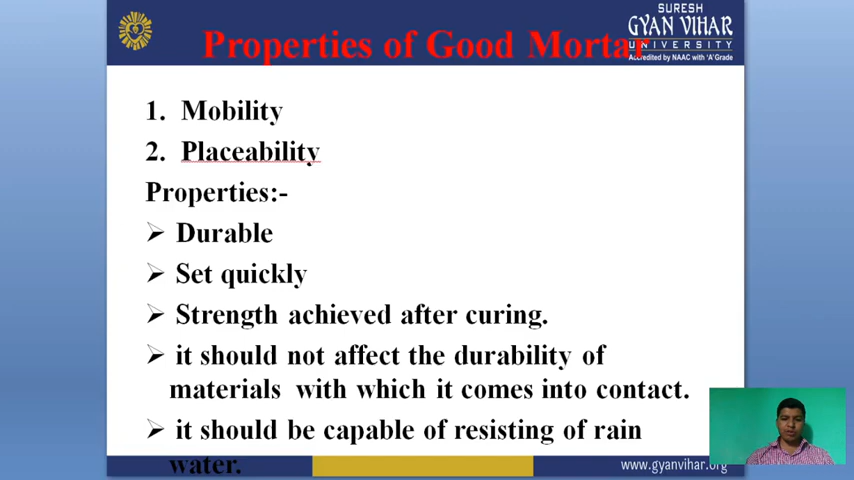 SURESH
GYAN VIHAR
UNIVERSITY
Accredited by NAAC with 'A' Grade
Properties of Good Mortar
1. Mobility
2. Placeability
Properties:-
➢ Durable
➢ Set quickly
➢ Strength achieved after curing.
➢ it should not affect the durability of
materials with which it comes into contact.
➢ it should be capable of resisting of rain
water.
www.gyanvihar.org